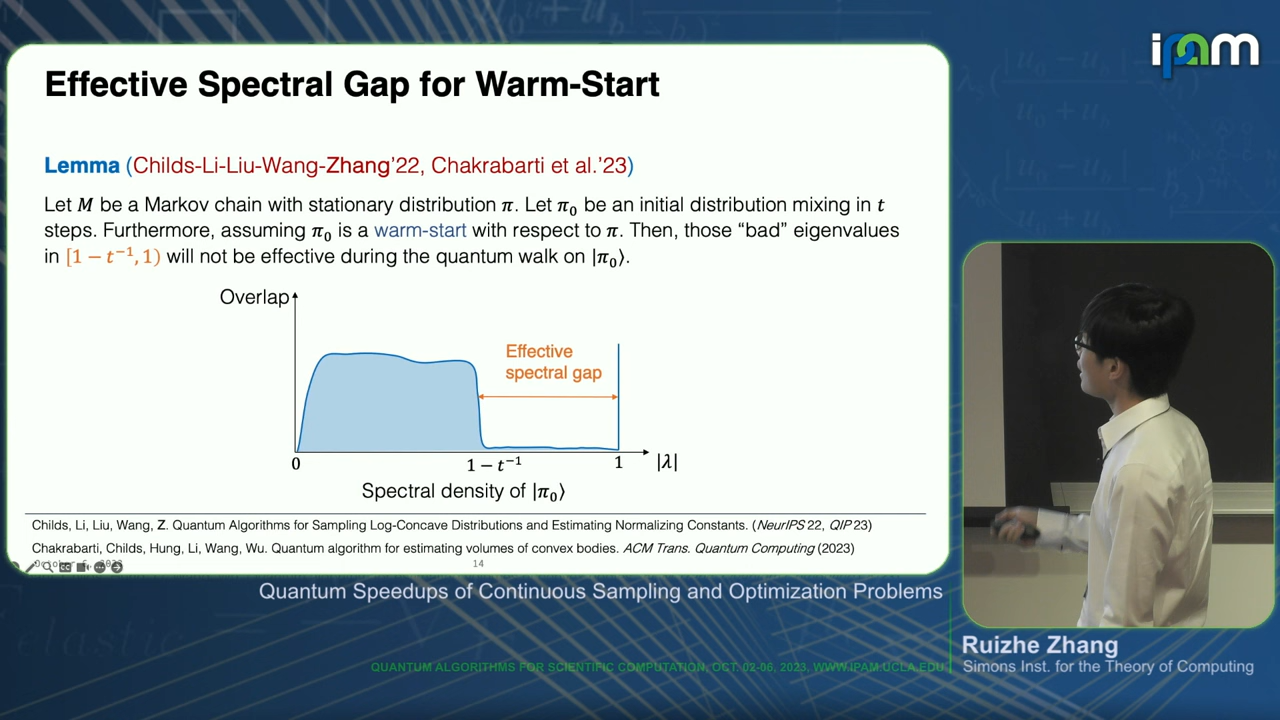 ipam
Effective Spectral Gap for Warm-Start
Lemma (Childs-Li-Liu-Wang-Zhang'22, Chakrabarti et al.'23)
Let M be a Markov chain with stationary distribution π. Let π₀ be an initial distribution mixing in t
steps. Furthermore, assuming π₀ is a warm-start with respect to π. Then, those “bad” eigenvalues
in [1 − t⁻¹, 1) will not be effective during the quantum walk on |π₀⟩.
Overlap
Effective
spectral gap
0
1 − t⁻¹
1
|λ|
Spectral density of |π₀⟩
Childs, Li, Liu, Wang, Z. Quantum Algorithms for Sampling Log-Concave Distributions and Estimating Normalizing Constants. (NeurIPS 22, QIP 23)
Chakrabarti, Childs, Hung, Li, Wang, Wu. Quantum algorithm for estimating volumes of convex bodies. ACM Trans. Quantum Computing (2023)
14
Quantum Speedups of Continuous Sampling and Optimization Problems
Ruizhe Zhang
Simons Inst. for the Theory of Computing
QUANTUM ALGORITHMS FOR SCIENTIFIC COMPUTATION, OCT. 02-06, 2023, WWW.IPAM.UCLA.EDU
elastic